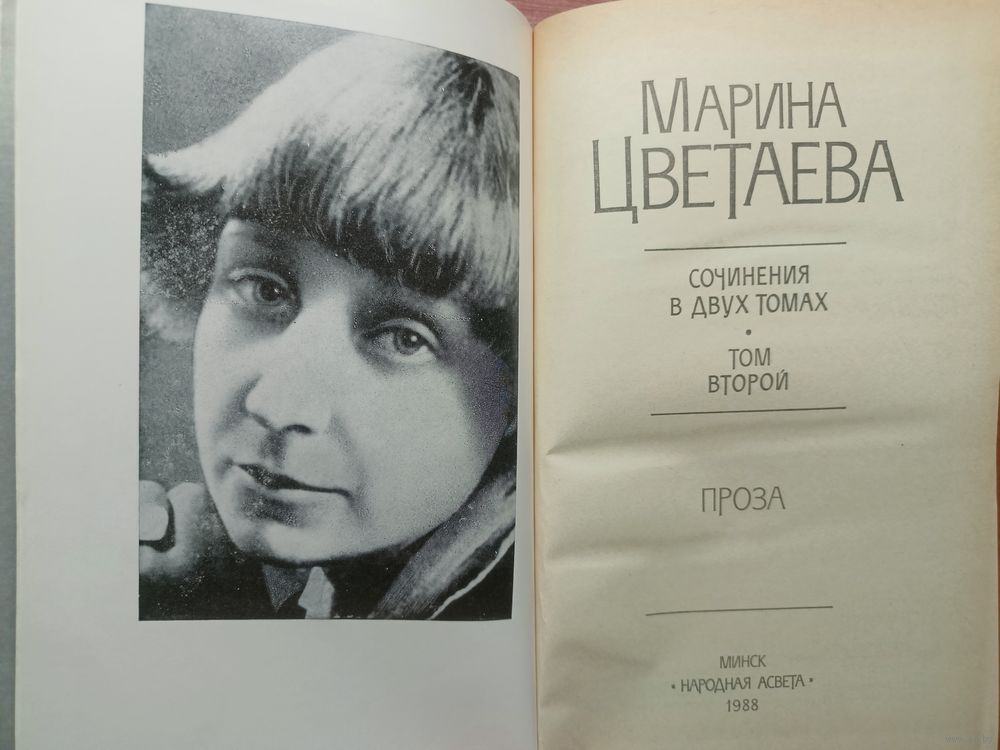 МАРИНА
ЦВЕТАЕВА
СОЧИНЕНИЯ
В ДВУХ ТОМАХ
•
ТОМ
ВТОРОЙ
ПРОЗА
МИНСК
• НАРОДНАЯ АСВЕТА •
1988